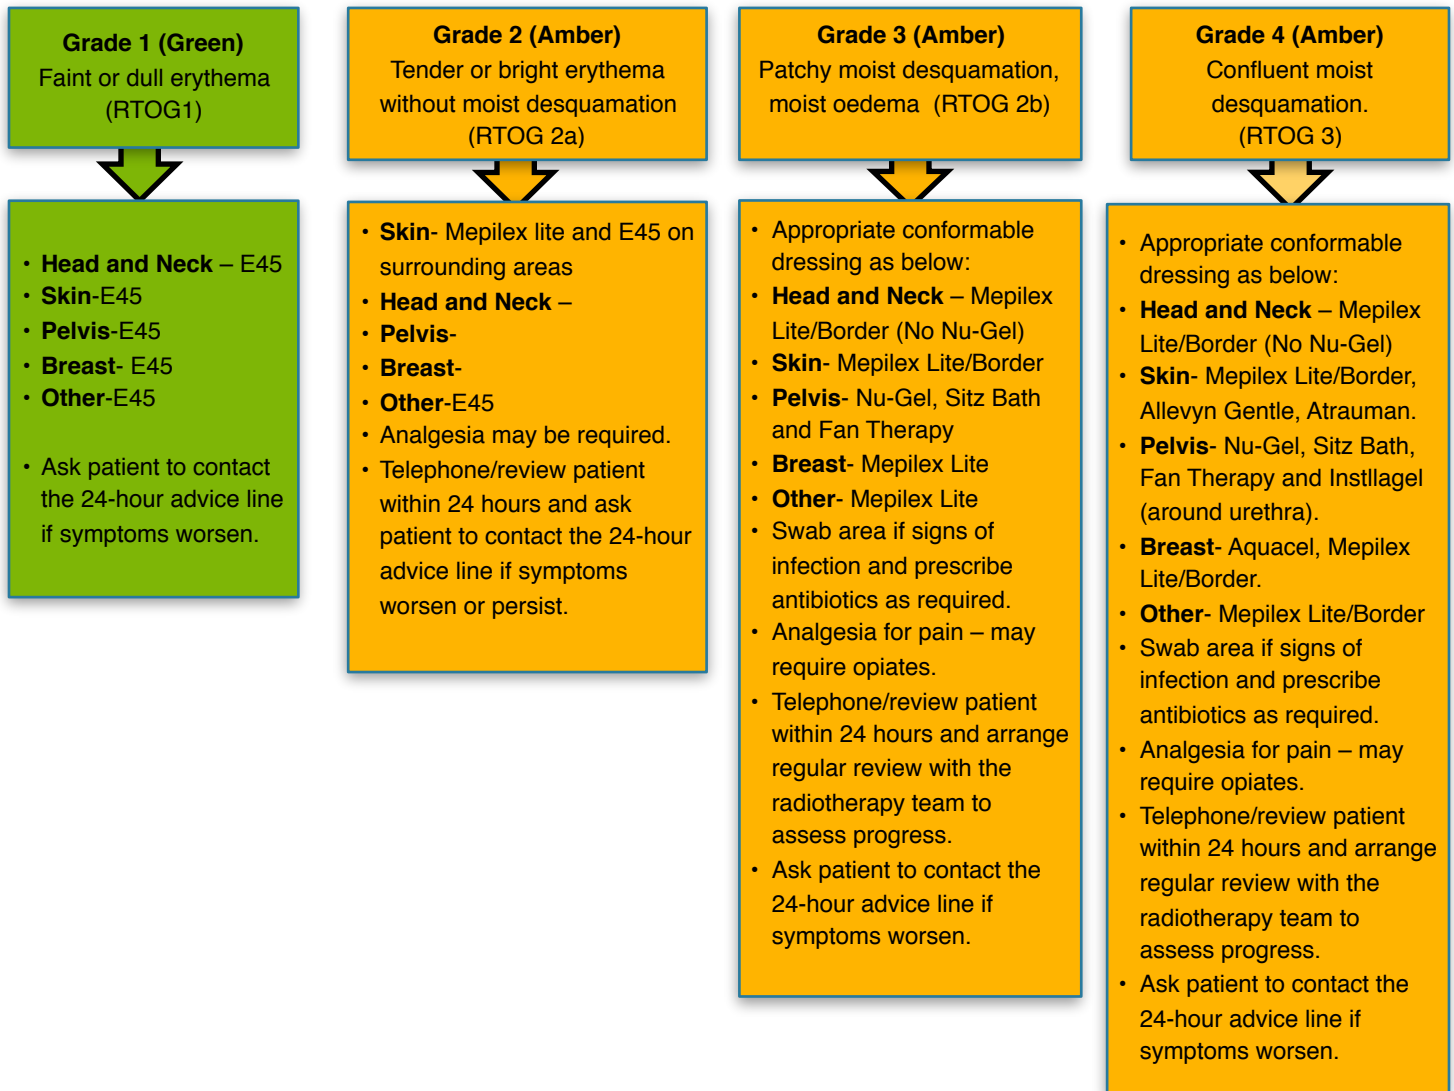 Grade 1 (Green)
Faint or dull erythema
(RTOG1)
• Head and Neck – E45
• Skin-E45
• Pelvis-E45
• Breast- E45
• Other-E45
• Ask patient to contact
the 24-hour advice line
if symptoms worsen.
Grade 2 (Amber)
Tender or bright erythema
without moist desquamation
(RTOG 2a)
• Skin- Mepilex lite and E45 on
surrounding areas
• Head and Neck –
• Pelvis-
• Breast-
• Other-E45
• Analgesia may be required.
• Telephone/review patient
within 24 hours and ask
patient to contact the 24-hour
advice line if symptoms
worsen or persist.
Grade 3 (Amber)
Patchy moist desquamation,
moist oedema (RTOG 2b)
• Appropriate conformable
dressing as below:
• Head and Neck – Mepilex
Lite/Border (No Nu-Gel)
• Skin- Mepilex Lite/Border
• Pelvis- Nu-Gel, Sitz Bath
and Fan Therapy
• Breast- Mepilex Lite
• Other- Mepilex Lite
• Swab area if signs of
infection and prescribe
antibiotics as required.
• Analgesia for pain – may
require opiates.
• Telephone/review patient
within 24 hours and arrange
regular review with the
radiotherapy team to
assess progress.
• Ask patient to contact the
24-hour advice line if
symptoms worsen.
Grade 4 (Amber)
Confluent moist
desquamation.
(RTOG 3)
• Appropriate conformable
dressing as below:
• Head and Neck – Mepilex
Lite/Border (No Nu-Gel)
• Skin- Mepilex Lite/Border,
Allevyn Gentle, Atrauman.
• Pelvis- Nu-Gel, Sitz Bath,
Fan Therapy and Instllagel
(around urethra).
• Breast- Aquacel, Mepilex
Lite/Border.
• Other- Mepilex Lite/Border
• Swab area if signs of
infection and prescribe
antibiotics as required.
• Analgesia for pain – may
require opiates.
• Telephone/review patient
within 24 hours and arrange
regular review with the
radiotherapy team to
assess progress.
• Ask patient to contact the
24-hour advice line if
symptoms worsen.